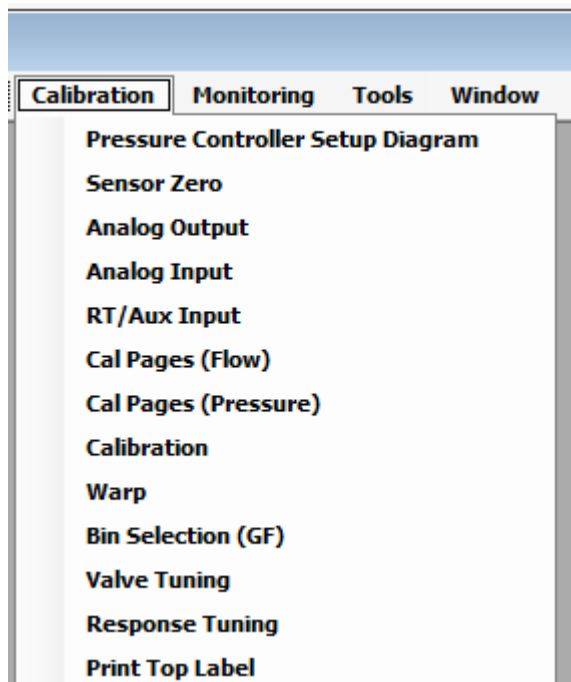 Calibration Monitoring Tools Window
Pressure Controller Setup Diagram
Sensor Zero
Analog Output
Analog Input
RT/Aux Input
Cal Pages (Flow)
Cal Pages (Pressure)
Calibration
Warp
Bin Selection (GF)
Valve Tuning
Response Tuning
Print Top Label